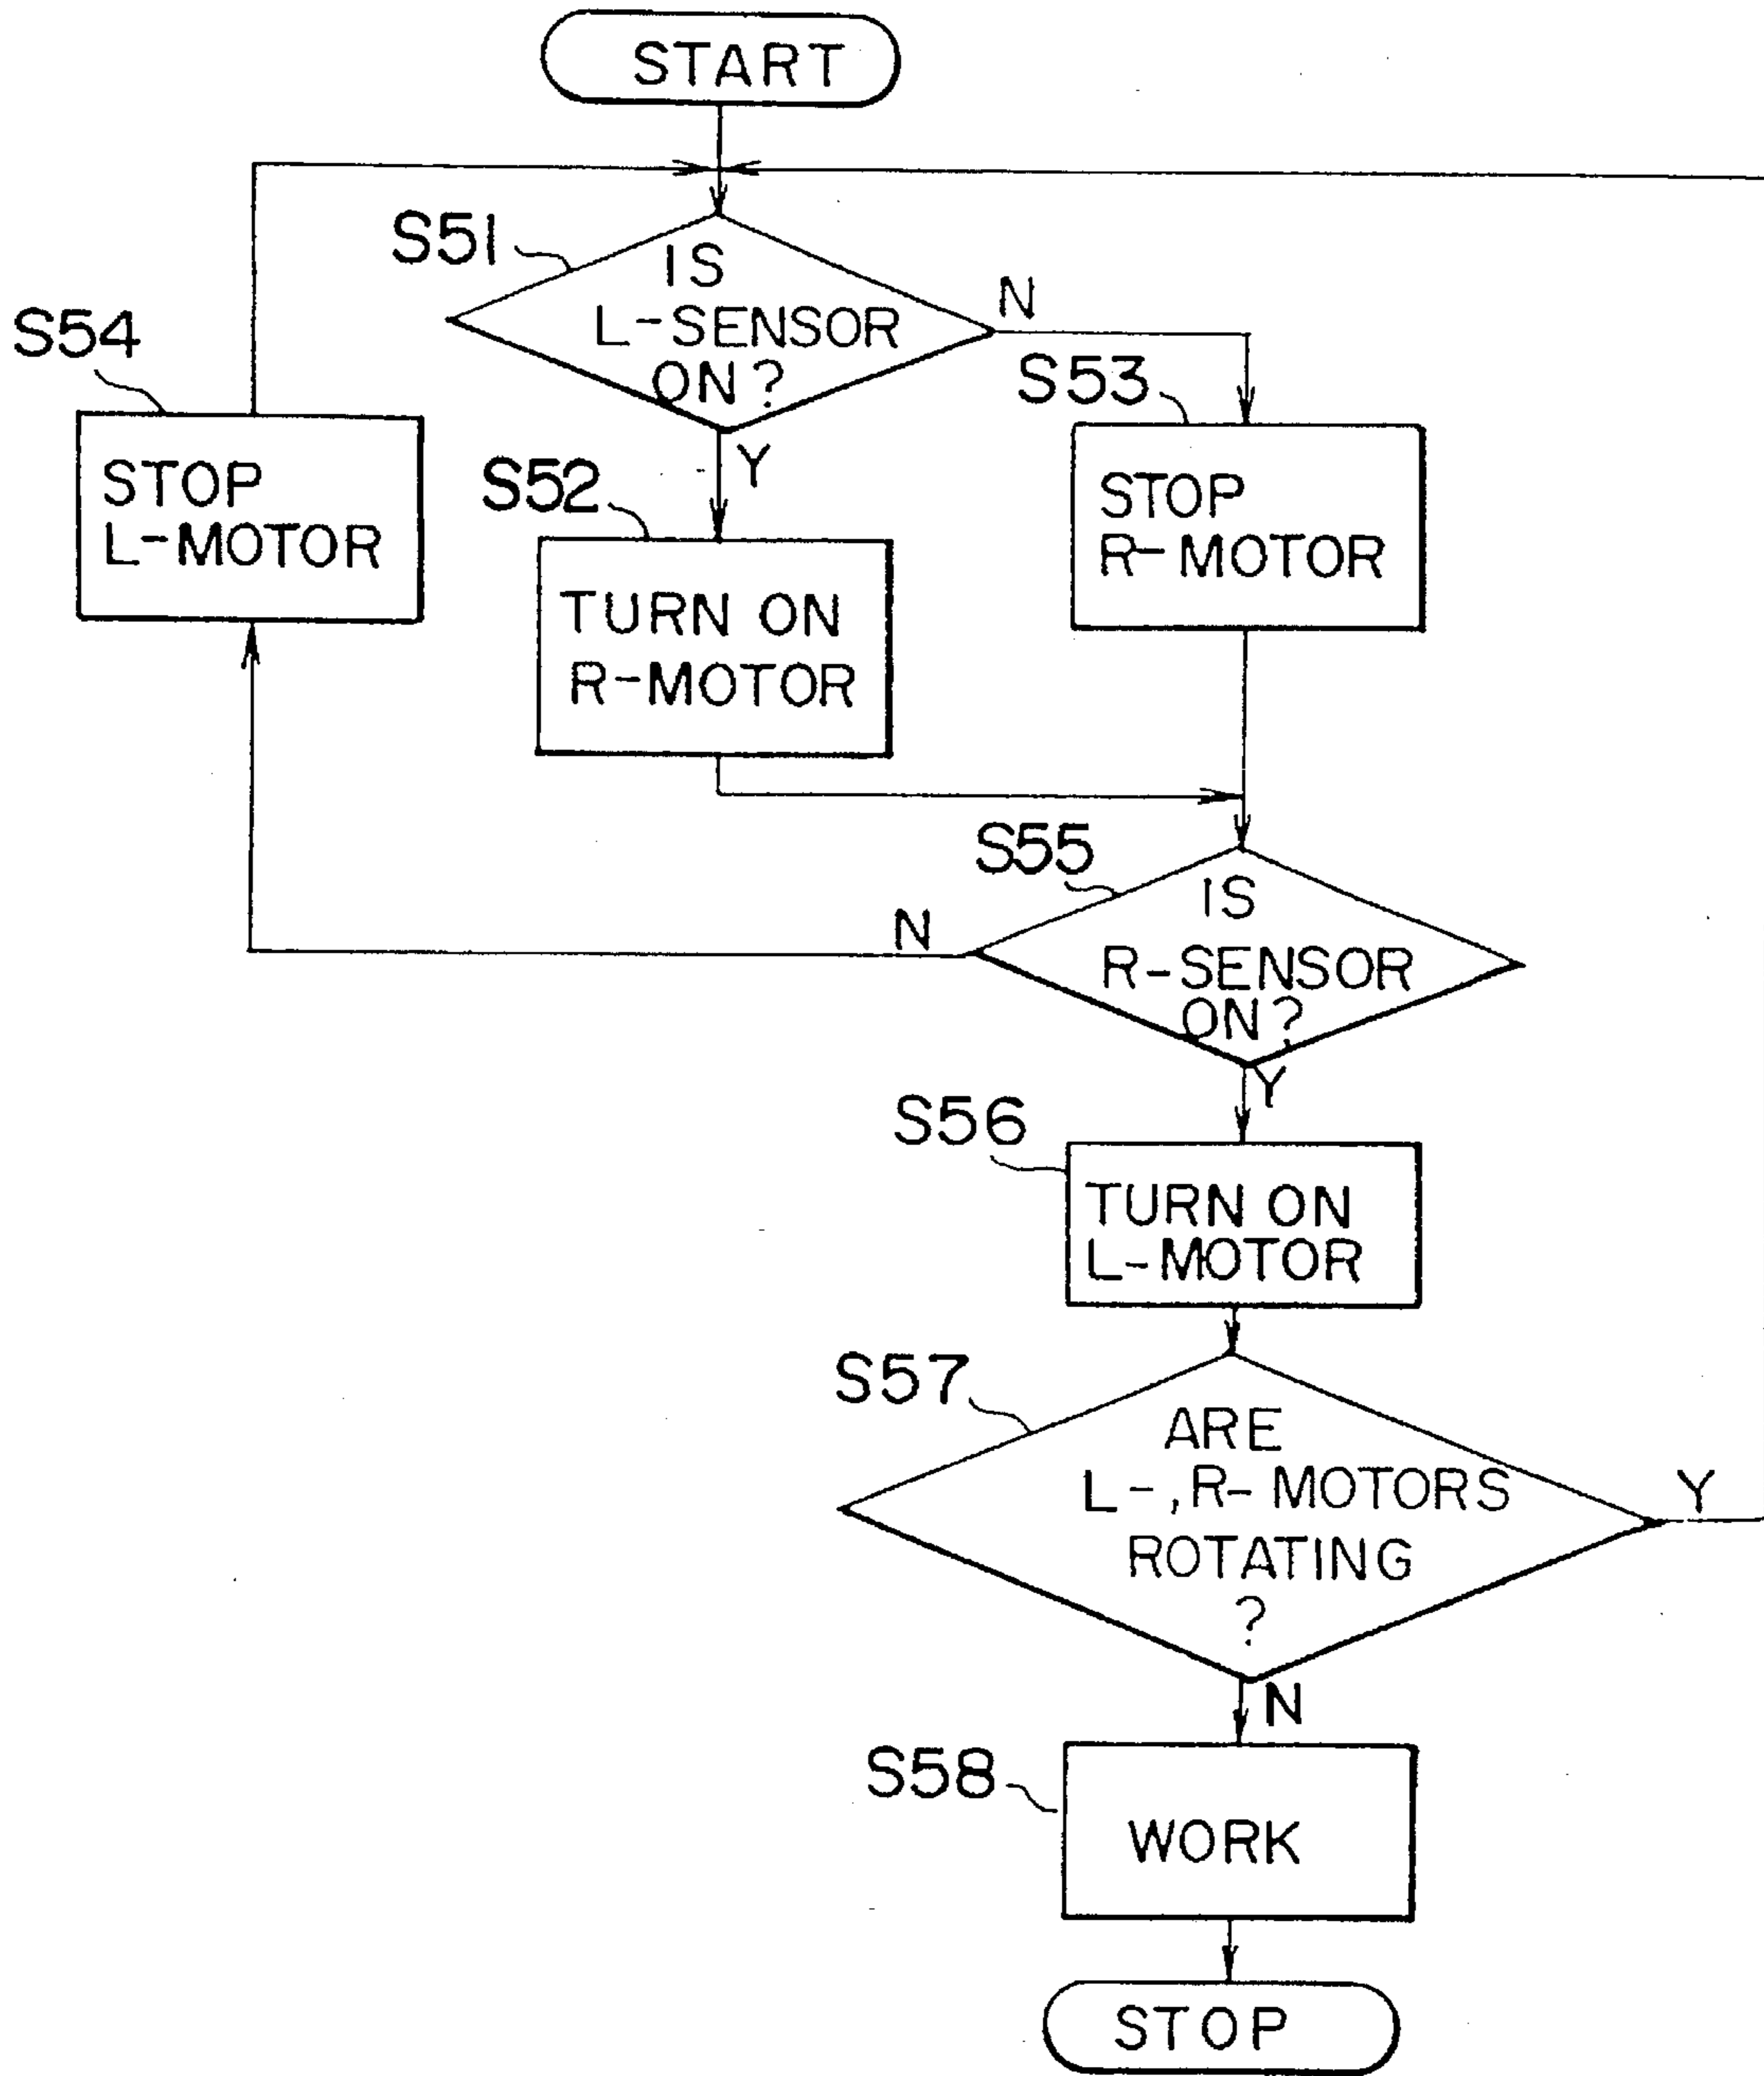 START
S51
IS
L-SENSOR
ON?
N
Y
S54
STOP
L-MOTOR
S52
TURN ON
R-MOTOR
S53
STOP
R-MOTOR
S55
IS
R-SENSOR
ON?
N
Y
S56
TURN ON
L-MOTOR
S57
ARE
L-,R- MOTORS
ROTATING
?
Y
N
S58
WORK
STOP